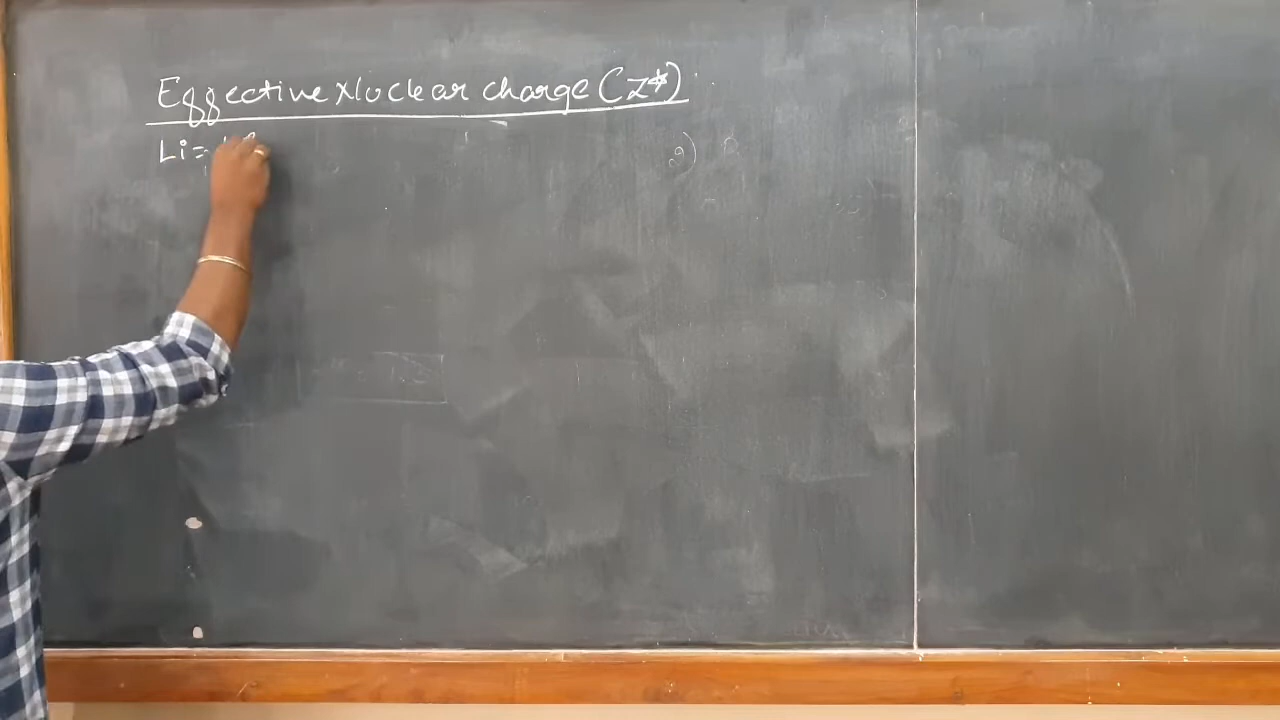 Effective Nuclear charge (Z*)
Li =